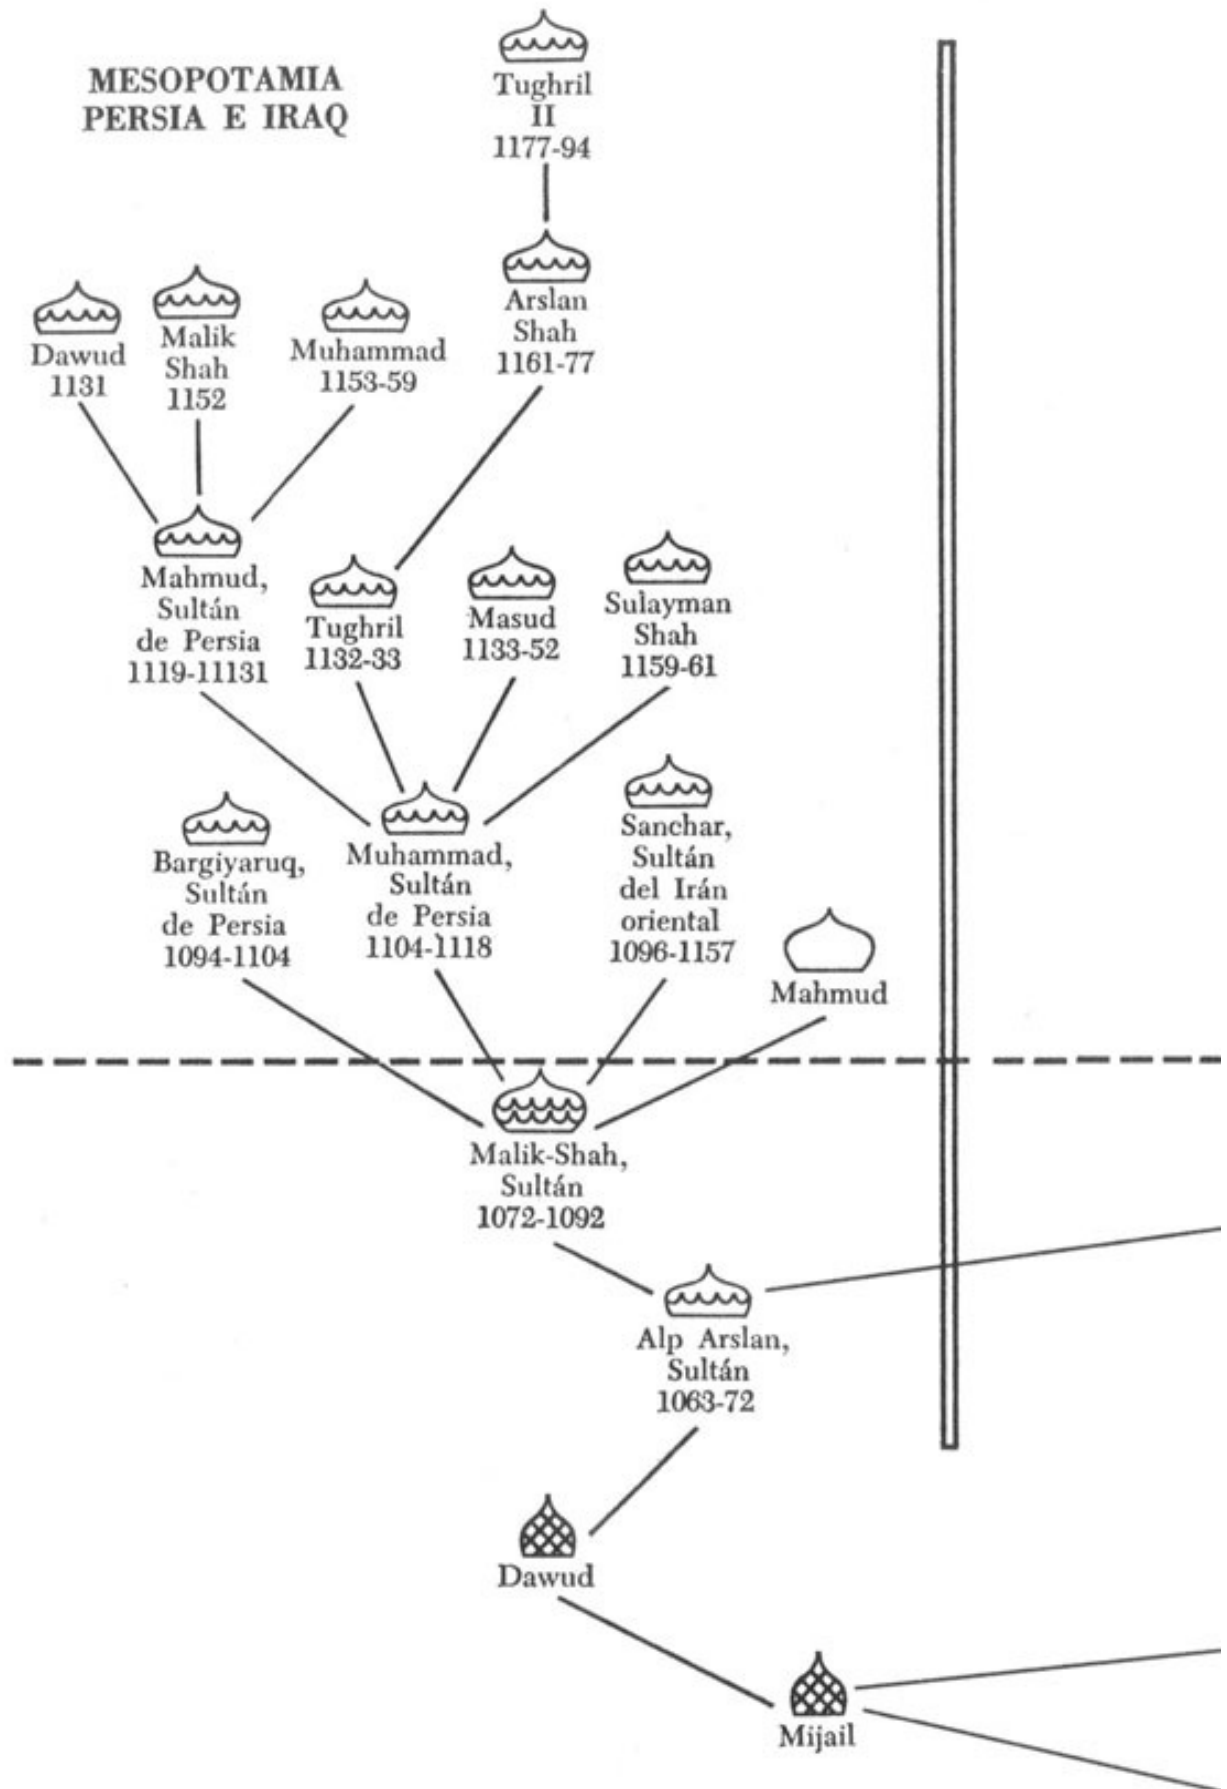 MESOPOTAMIA
PERSIA E IRAQ
Tughril
II
1177-94
Arslan
Shah
1161-77
Dawud
1131
Malik
Shah
1152
Muhammad
1153-59
Mahmud,
Sultán
de Persia
1119-11131
Tughril
1132-33
Masud
1133-52
Sulayman
Shah
1159-61
Bargiyaruq,
Sultán
de Persia
1094-1104
Muhammad,
Sultán
de Persia
1104-1118
Sanchar,
Sultán
del Irán
oriental
1096-1157
Mahmud
Malik-Shah,
Sultán
1072-1092
Alp Arslan,
Sultán
1063-72
Dawud
Mijail